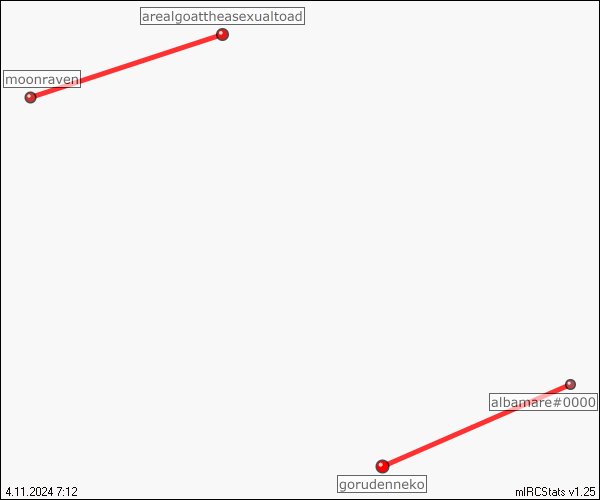 arealgoattheasexualtoad
moonraven
albamare#0000
gorudenneko
4.11.2024 7:12
mIRCStats v1.25